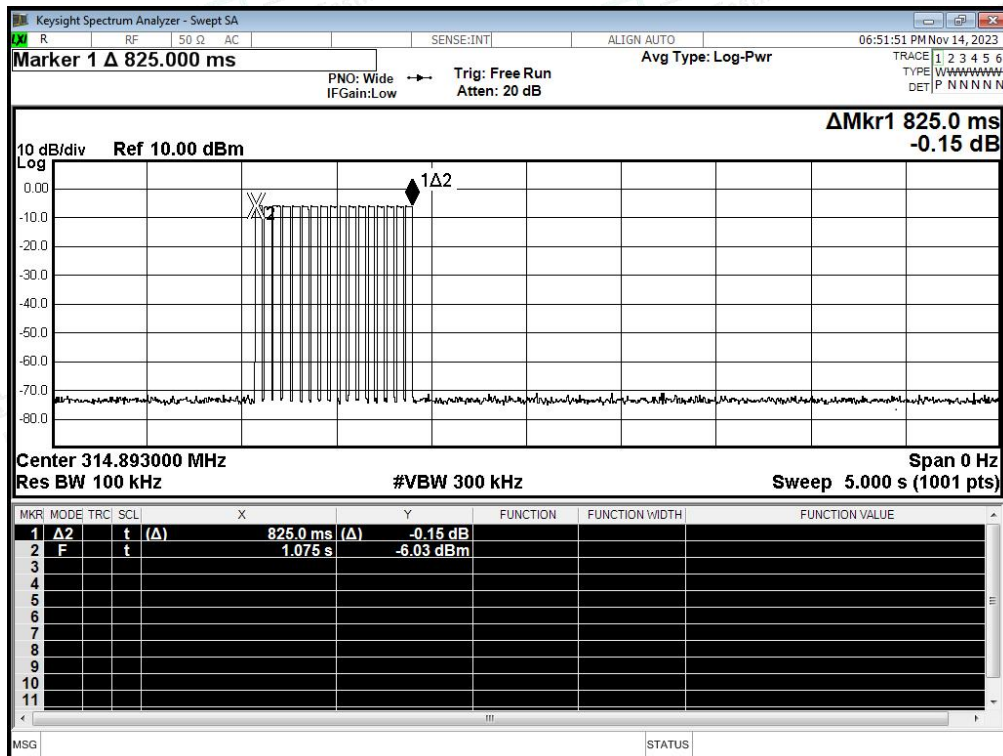 Keysight Spectrum Analyzer - Swept SA
LXI R RF 50 Ω AC SENSE:INT ALIGN AUTO 06:51:51 PM Nov 14, 2023
Marker 1 Δ 825.000 ms Avg Type: Log-Pwr TRACE 1 2 3 4 5 6
PNO: Wide Trig: Free Run TYPE WWWWWW
IFGain:Low Atten: 20 dB DET P N N N N N
ΔMkr1 825.0 ms
-0.15 dB
10 dB/div Ref 10.00 dBm
Log
1Δ2
0.00
2
-10.0
-20.0
-30.0
-40.0
-50.0
-60.0
-70.0
-80.0
Center 314.893000 MHz Span 0 Hz
Res BW 100 kHz #VBW 300 kHz Sweep 5.000 s (1001 pts)
MKR MODE TRC SCL X Y FUNCTION FUNCTION WIDTH FUNCTION VALUE
1 Δ2 t (Δ) 825.0 ms (Δ) -0.15 dB
2 F t 1.075 s -6.03 dBm
3
4
5
6
7
8
9
10
11
MSG STATUS